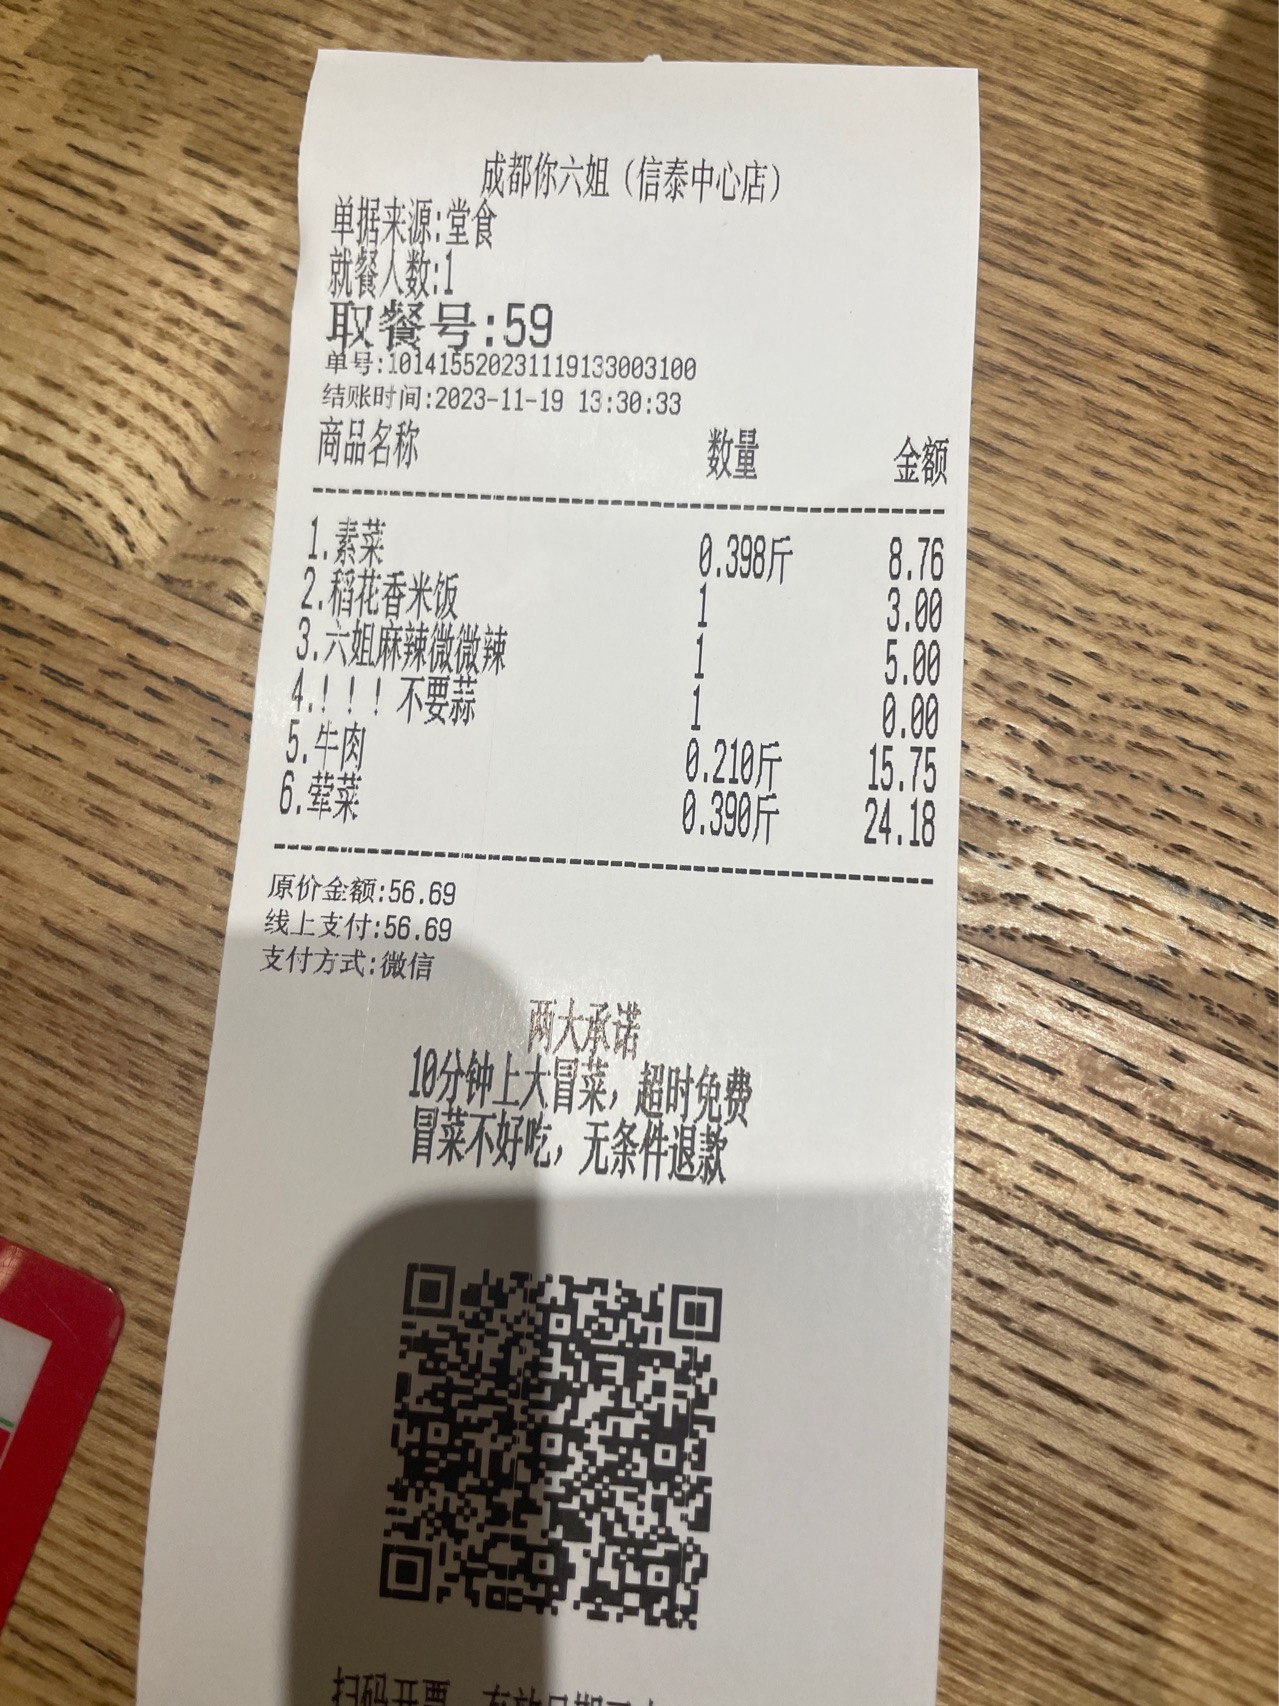 成都你六姐（信泰中心店）
单据来源:堂食
就餐人数:1
取餐号:59
单号:10141552023111913300​3100
结账时间:2023-11-19 13:30:33
商品名称 数量 金额
1.素菜 0.398斤 8.76
2.稻花香米饭 1 3.00
3.六姐麻辣微微辣 1 5.00
4.！！！不要蒜 1 0.00
5.牛肉 0.210斤 15.75
6.荤菜 0.390斤 24.18
原价金额:56.69
线上支付:56.69
支付方式:微信
两大承诺
10分钟上大冒菜，超时免费
冒菜不好吃，无条件退款
扫码开票